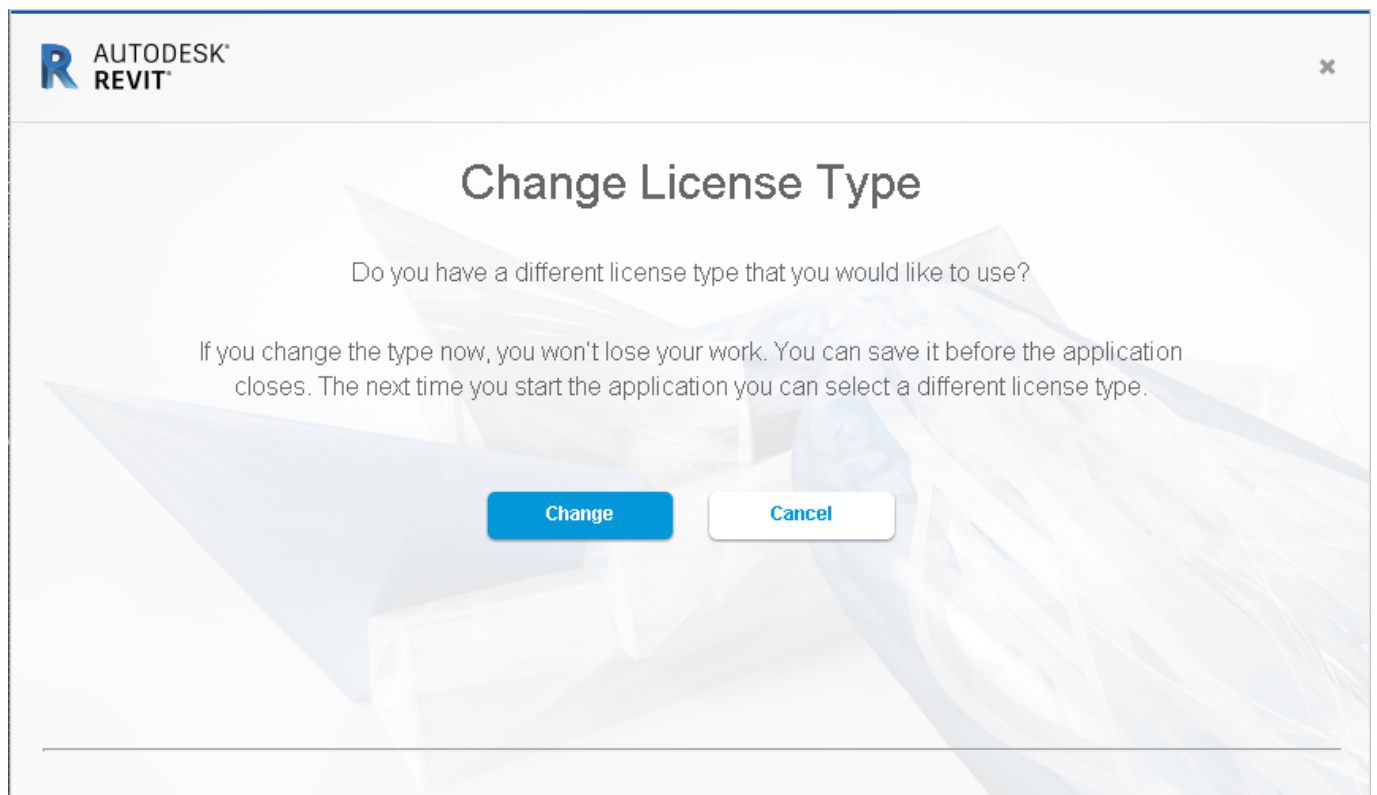 AUTODESK®
REVIT®
Change License Type
Do you have a different license type that you would like to use?
If you change the type now, you won't lose your work. You can save it before the application
closes. The next time you start the application you can select a different license type.
Change
Cancel